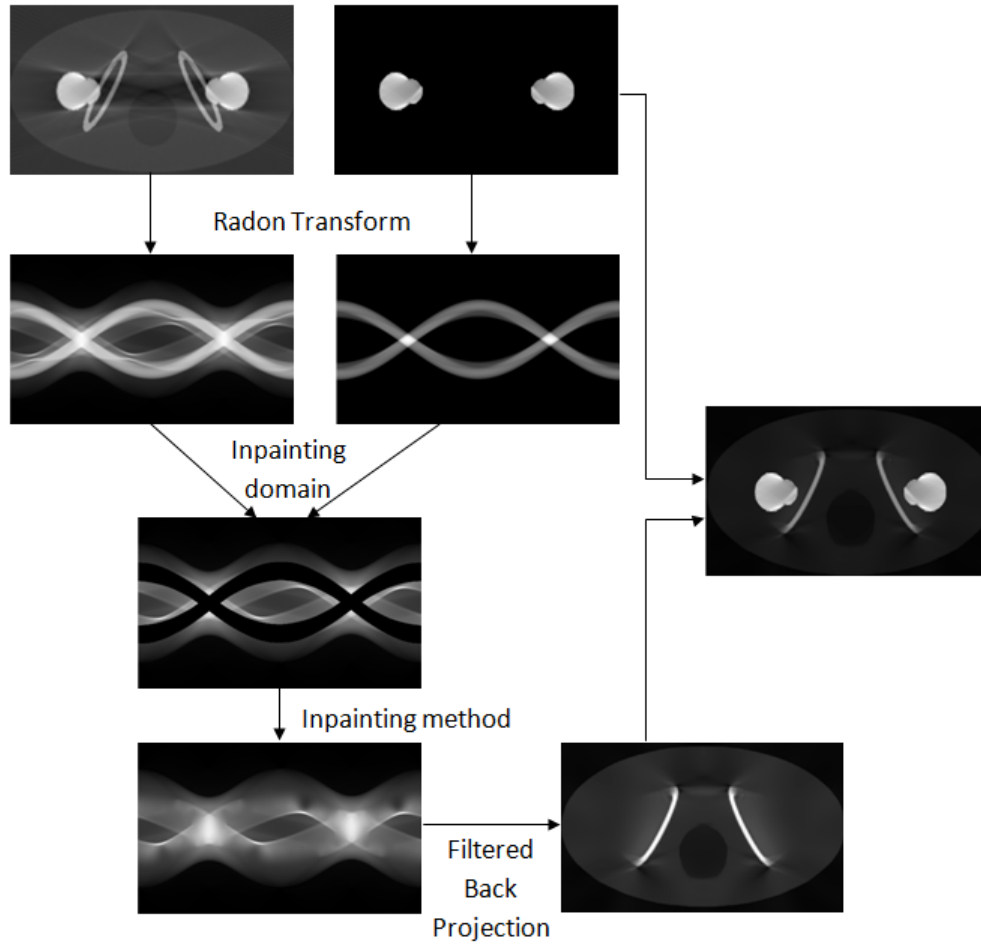 Radon Transform
Inpainting
domain
Inpainting method
Filtered
Back
Projection